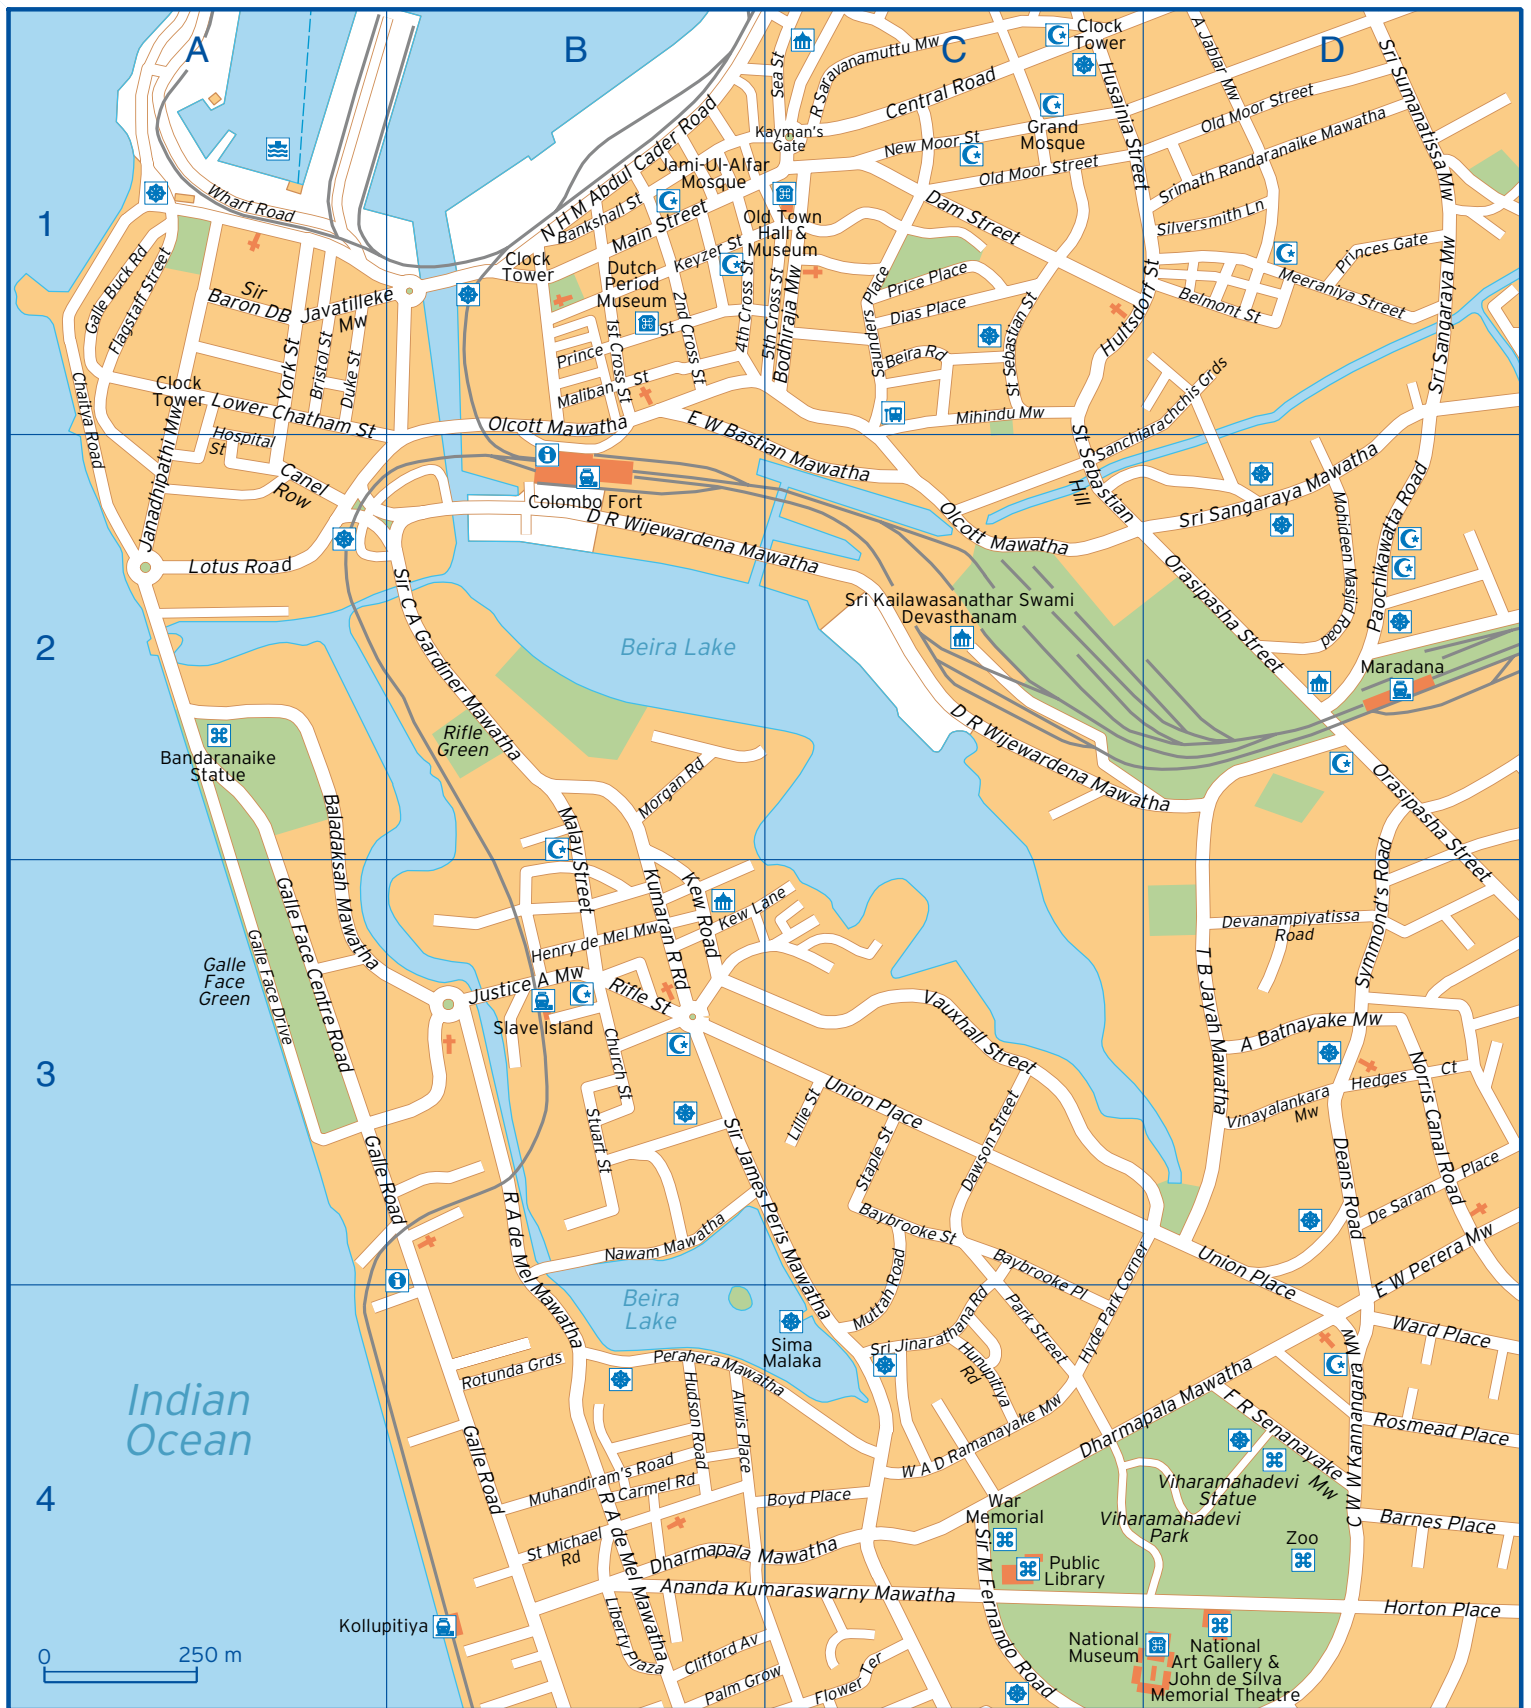 A
B
C
D
1
2
3
4
Sea St
R Saravanamuttu Mw
Clock
Tower
Central Road
Husainia Street
A Jablar Mw
Sri Sumanatissa Mw
Old Moor Street
Kayman's
Gate
New Moor St
Grand
Mosque
Old Moor Street
Srimath Randaranaike Mawatha
N H M Abdul Cader Road
Jami-Ul-Alfar
Mosque
Bankshall St
Main Street
Keyzer St
Old Town
Hall &
Museum
Dam Street
Silversmith Ln
Princes Gate
Meeraniya Street
Belmont St
Wharf Road
Galle Buck Rd
Flagstaff Street
Sir
Baron DB
Javatilleke
Mw
Clock
Tower
Dutch
Period
Museum
2nd Cross St
1st Cross St
4th Cross St
5th Cross St
Bodhiraja Mw
Saunders Place
Price Place
Dias Place
Beira Rd
St Sebastian St
Hultsdorf St
Sri Sangaraya Mw
Prince St
Maliban St
York St
Bristol St
Duke St
Chaitya Road
Clock
Tower
Lower Chatham St
Hospital
St
Canel
Row
Janadhipathi Mw
Olcott Mawatha
E W Bastian Mawatha
Mihindu Mw
Sanchiarachchis Grds
St Sebastian
Hill
Colombo Fort
D R Wijewardena Mawatha
Olcott Mawatha
Sri Sangaraya Mawatha
Mohideen Masjid Road
Paochikawatta Road
Lotus Road
Sir C A Gardiner Mawatha
Beira Lake
Sri Kailawasanathar Swami
Devasthanam
Orasipasha Street
Maradana
Rifle
Green
Bandaranaike
Statue
Morgan Rd
D R Wijewardena Mawatha
Orasipasha Street
Baladaksah Mawatha
Malay Street
Galle Face Centre Road
Galle Face Drive
Galle
Face
Green
Kumaran R Rd
Kew Road
Kew Lane
Henry de Mel Mw
Justice A Mw
Rifle St
Slave Island
Church St
Stuart St
Vauxhall Street
T B Jayah Mawatha
Devanampiyatissa
Road
Symmond's Road
A Batnayake Mw
Hedges Ct
Vinayalankara
Mw
Norris Canal Road
Deans Road
De Saram Place
E W Perera Mw
Union Place
Lillie St
Staple St
Dawson Street
Galle Road
R A de Mel Mawatha
Sir James Peris Mawatha
Nawam Mawatha
Baybrooke St
Baybrooke Pl
Muttah Road
Park Street
Hyde Park Corner
Union Place
Beira
Lake
Sima
Malaka
Sri Jinarathana Rd
Hunupitiya
Rd
Ward Place
Indian
Ocean
Rotunda Grds
Perahera Mawatha
Hudson Road
Alwis Place
Galle Road
Muhandiram's Road
Carmel Rd
R A de Mel Mawatha
St Michael
Rd
Boyd Place
W A D Ramanayake Mw
Dharmapala Mawatha
F R Senanayake
Mw
C W W Kannangara Mw
Rosmead Place
Viharamahadevi
Statue
Viharamahadevi
Park
War
Memorial
Public
Library
Zoo
Barnes Place
Dharmapala Mawatha
Ananda Kumaraswarny Mawatha
Horton Place
Sir M Fernando Road
Kollupitiya
Liberty Plaza
Clifford Av
Palm Grow
Flower Ter
National
Museum
National
Art Gallery &
John de Silva
Memorial Theatre
0
250 m